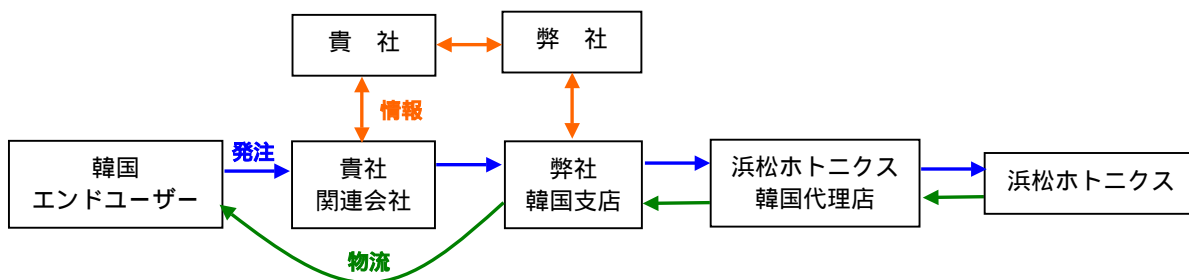 貴　社
弊　社
情報
発注
韓国
エンドユーザー
貴社
関連会社
弊社
韓国支店
浜松ホトニクス
韓国代理店
浜松ホトニクス
物流